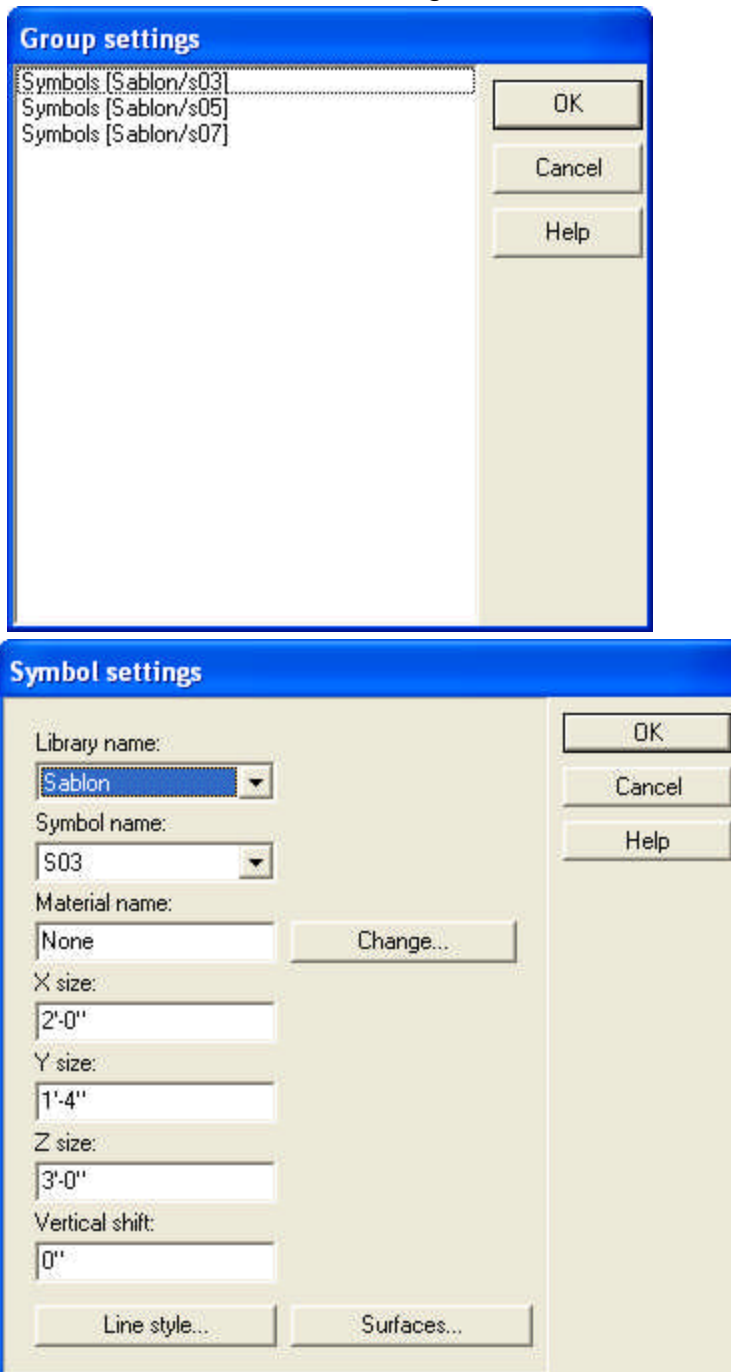 Group settings
Symbols [Sablon/s03]
Symbols [Sablon/s05]
Symbols [Sablon/s07]
OK
Cancel
Help
Symbol settings
Library name:
Sablon
Symbol name:
S03
Material name:
None
Change...
X size:
2'-0"
Y size:
1'-4"
Z size:
3'-0"
Vertical shift:
0"
Line style...
Surfaces...
OK
Cancel
Help